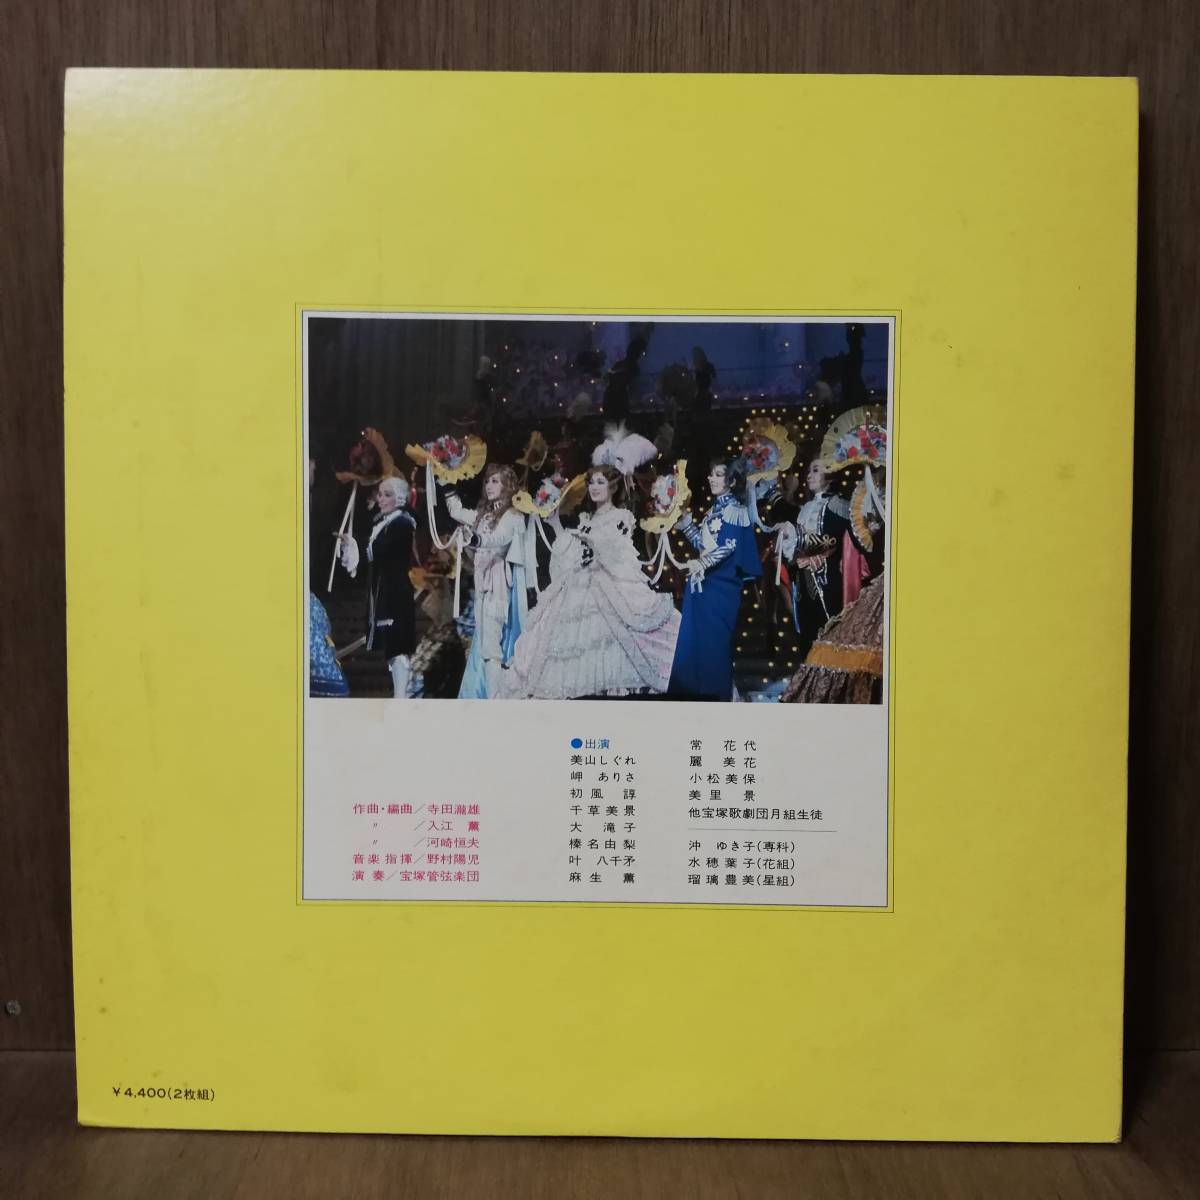 作曲・編曲／寺田瀧雄
〃　／入江　薫
〃　／河崎恒夫
音楽指揮／野村陽児
演奏／宝塚管弦楽団
●出演
美山しぐれ
岬　ありさ
初風　諄
千草美景
大　滝子
榛名由梨
叶　八千矛
麻生　薫
常　花代
麗　美花
小松美保
美里　景
他宝塚歌劇団月組生徒
沖　ゆき子(専科)
水穂葉子(花組)
瑠璃豊美(星組)
￥4,400(2枚組)